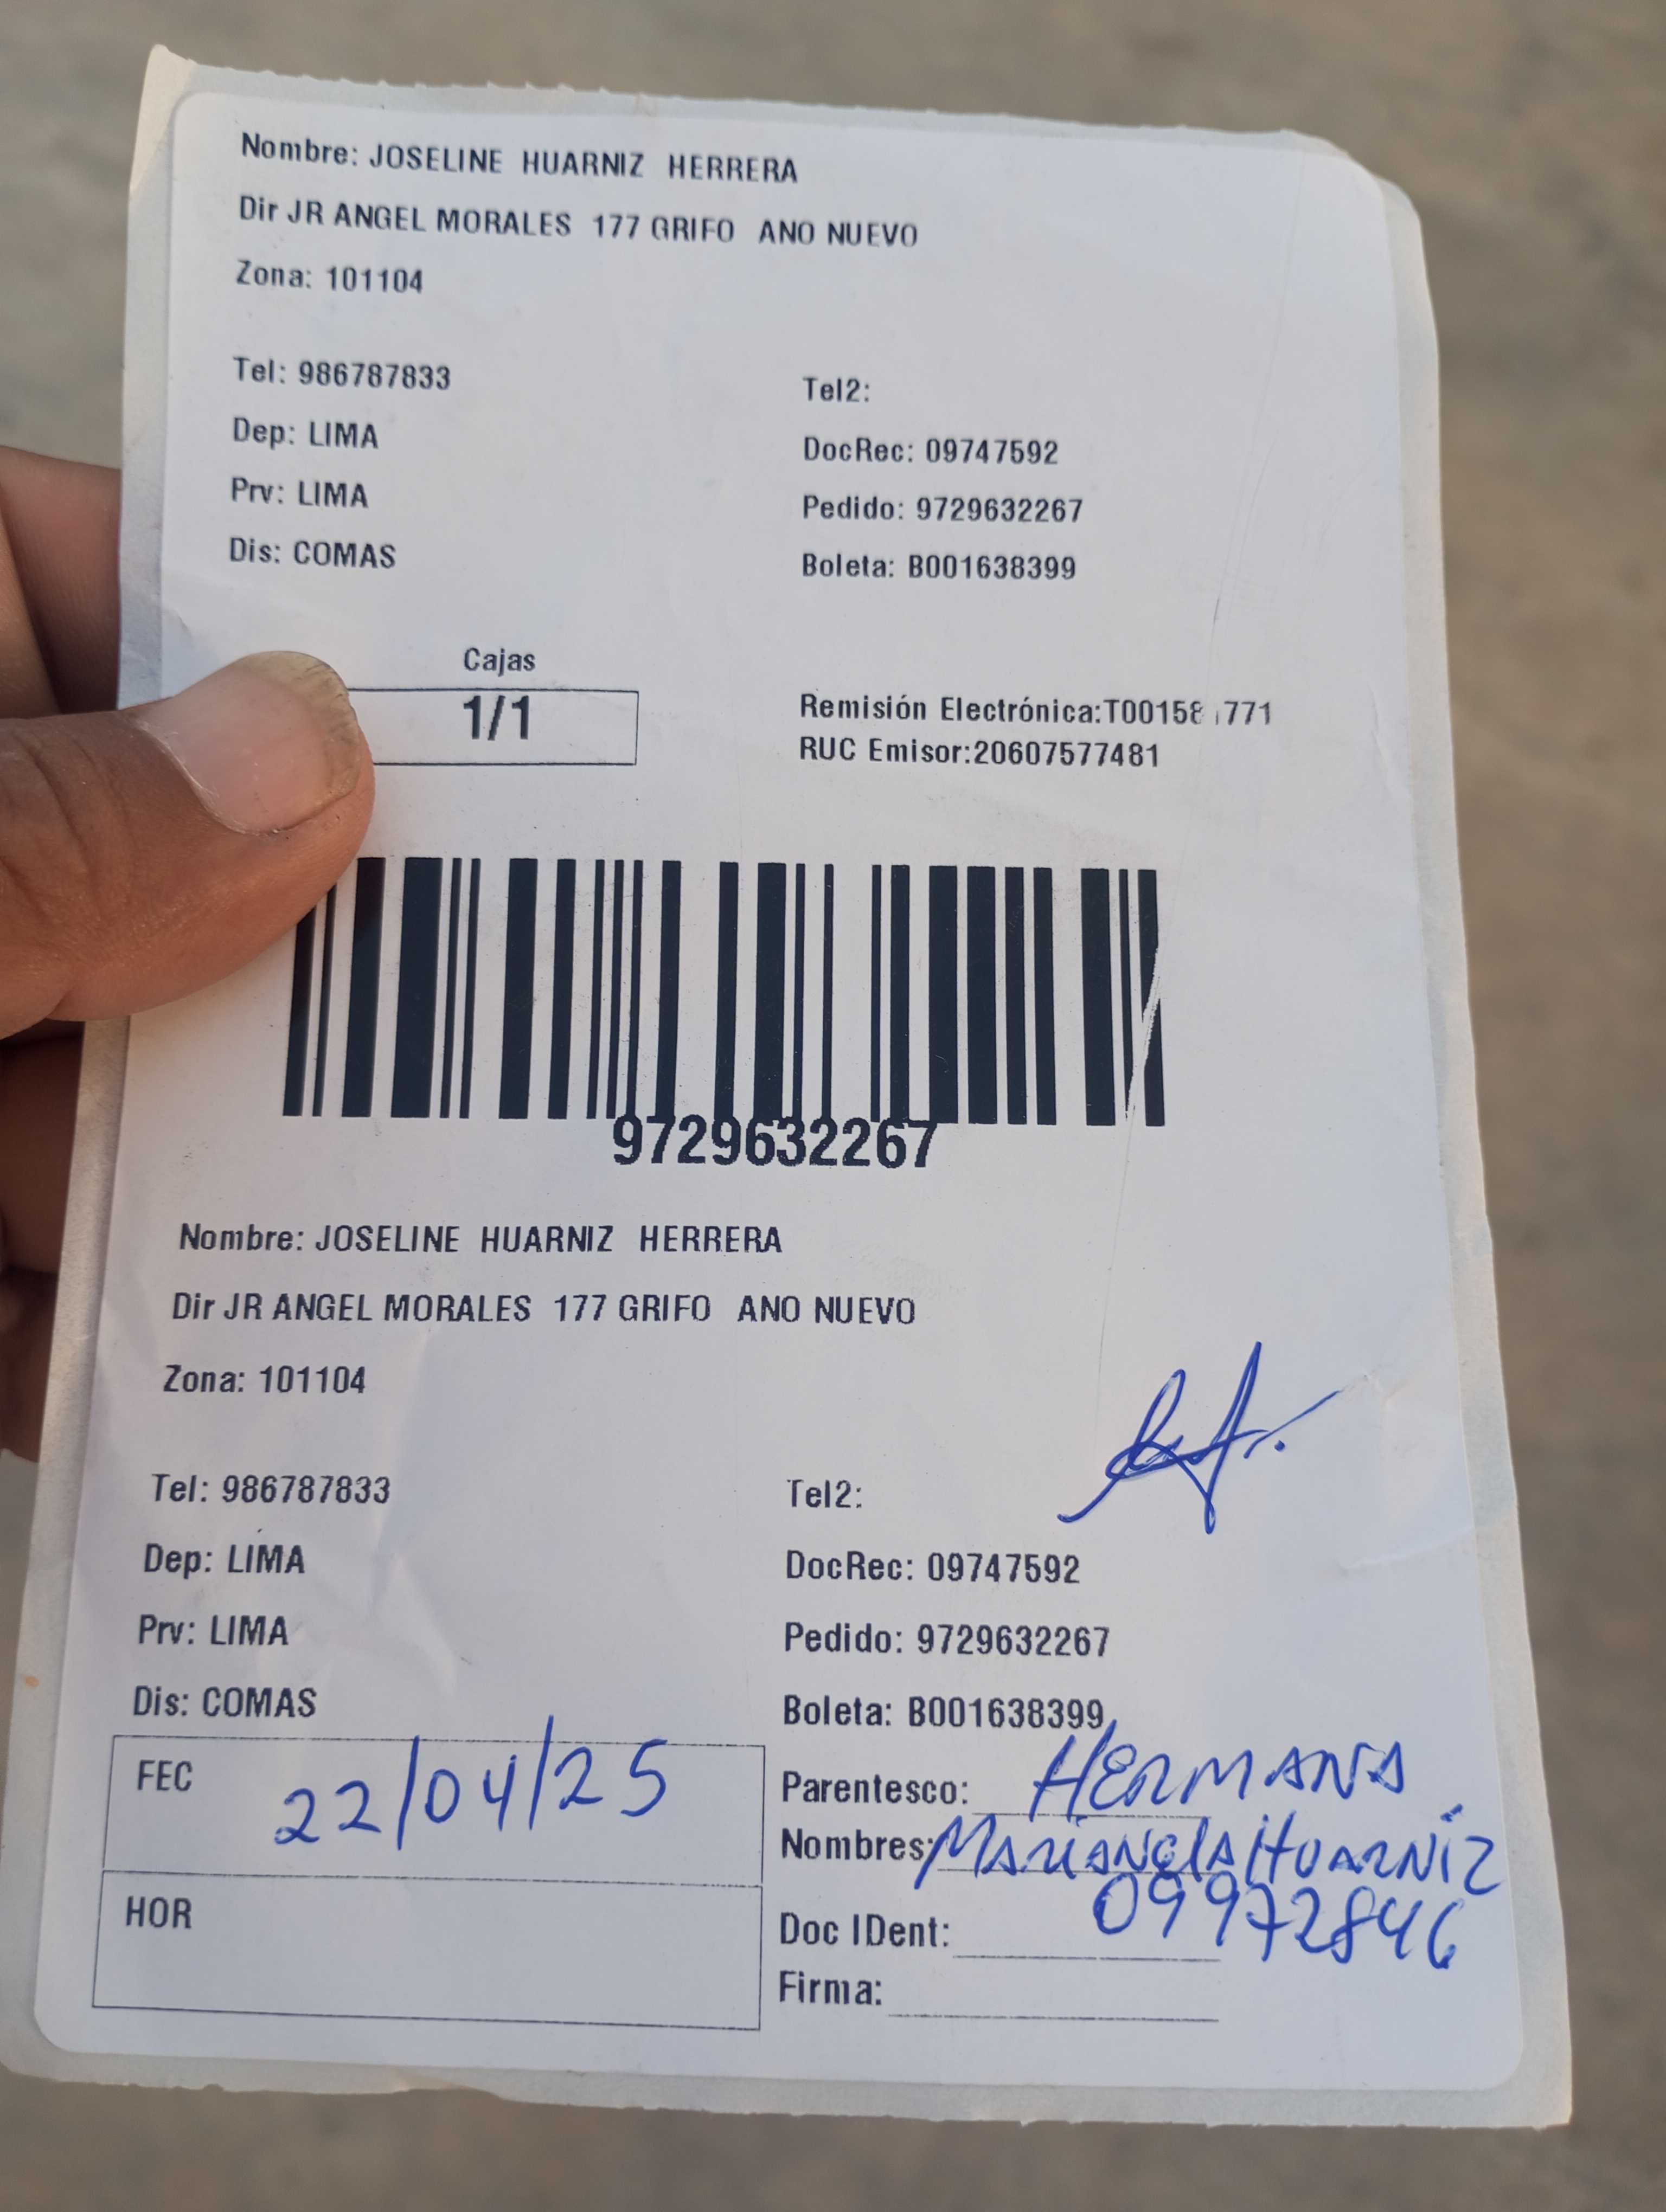 Nombre: JOSELINE HUARNIZ HERRERA
Dir JR ANGEL MORALES 177 GRIFO ANO NUEVO
Zona: 101104
Tel: 986787833 Tel2:
Dep: LIMA DocRec: 09747592
Prv: LIMA Pedido: 9729632267
Dis: COMAS Boleta: B001638399
Cajas
1/1
Remisión Electrónica:
RUC Emisor:20607577481
9729632267
Nombre: JOSELINE HUARNIZ HERRERA
Dir JR ANGEL MORALES 177 GRIFO ANO NUEVO
Zona: 101104
Tel: 986787833 Tel2:
Dep: LIMA DocRec: 09747592
Prv: LIMA Pedido: 9729632267
Dis: COMAS Boleta: B001638399
FEC 22/04/25
Parentesco: HERMANA
Nombres: MARIANELA HUARNIZ
HOR
Doc IDent: 09972846
Firma: